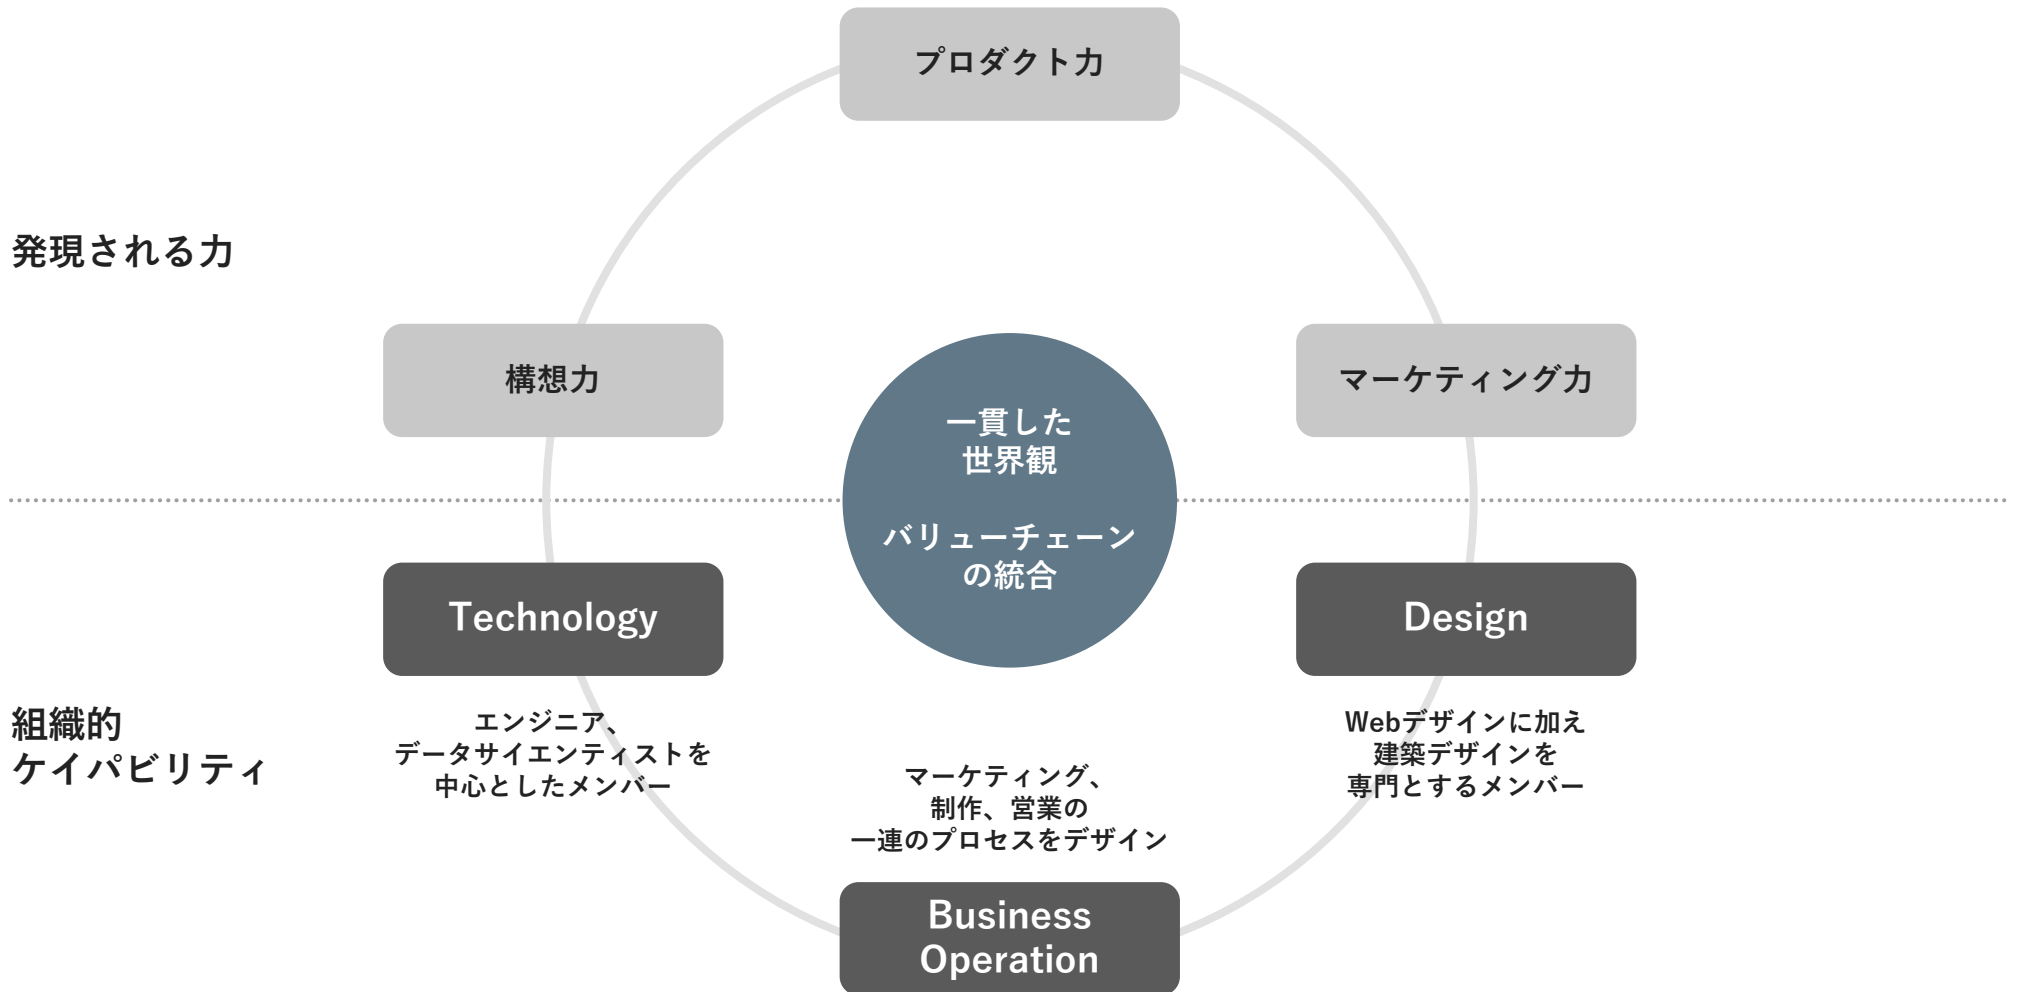 プロダクト力
発現される力
構想力
マーケティング力
一貫した
世界観
バリューチェーン
の統合
Technology
Design
組織的
ケイパビリティ
エンジニア、
データサイエンティストを
中心としたメンバー
Webデザインに加え
建築デザインを
専門とするメンバー
マーケティング、
制作、営業の
一連のプロセスをデザイン
Business
Operation